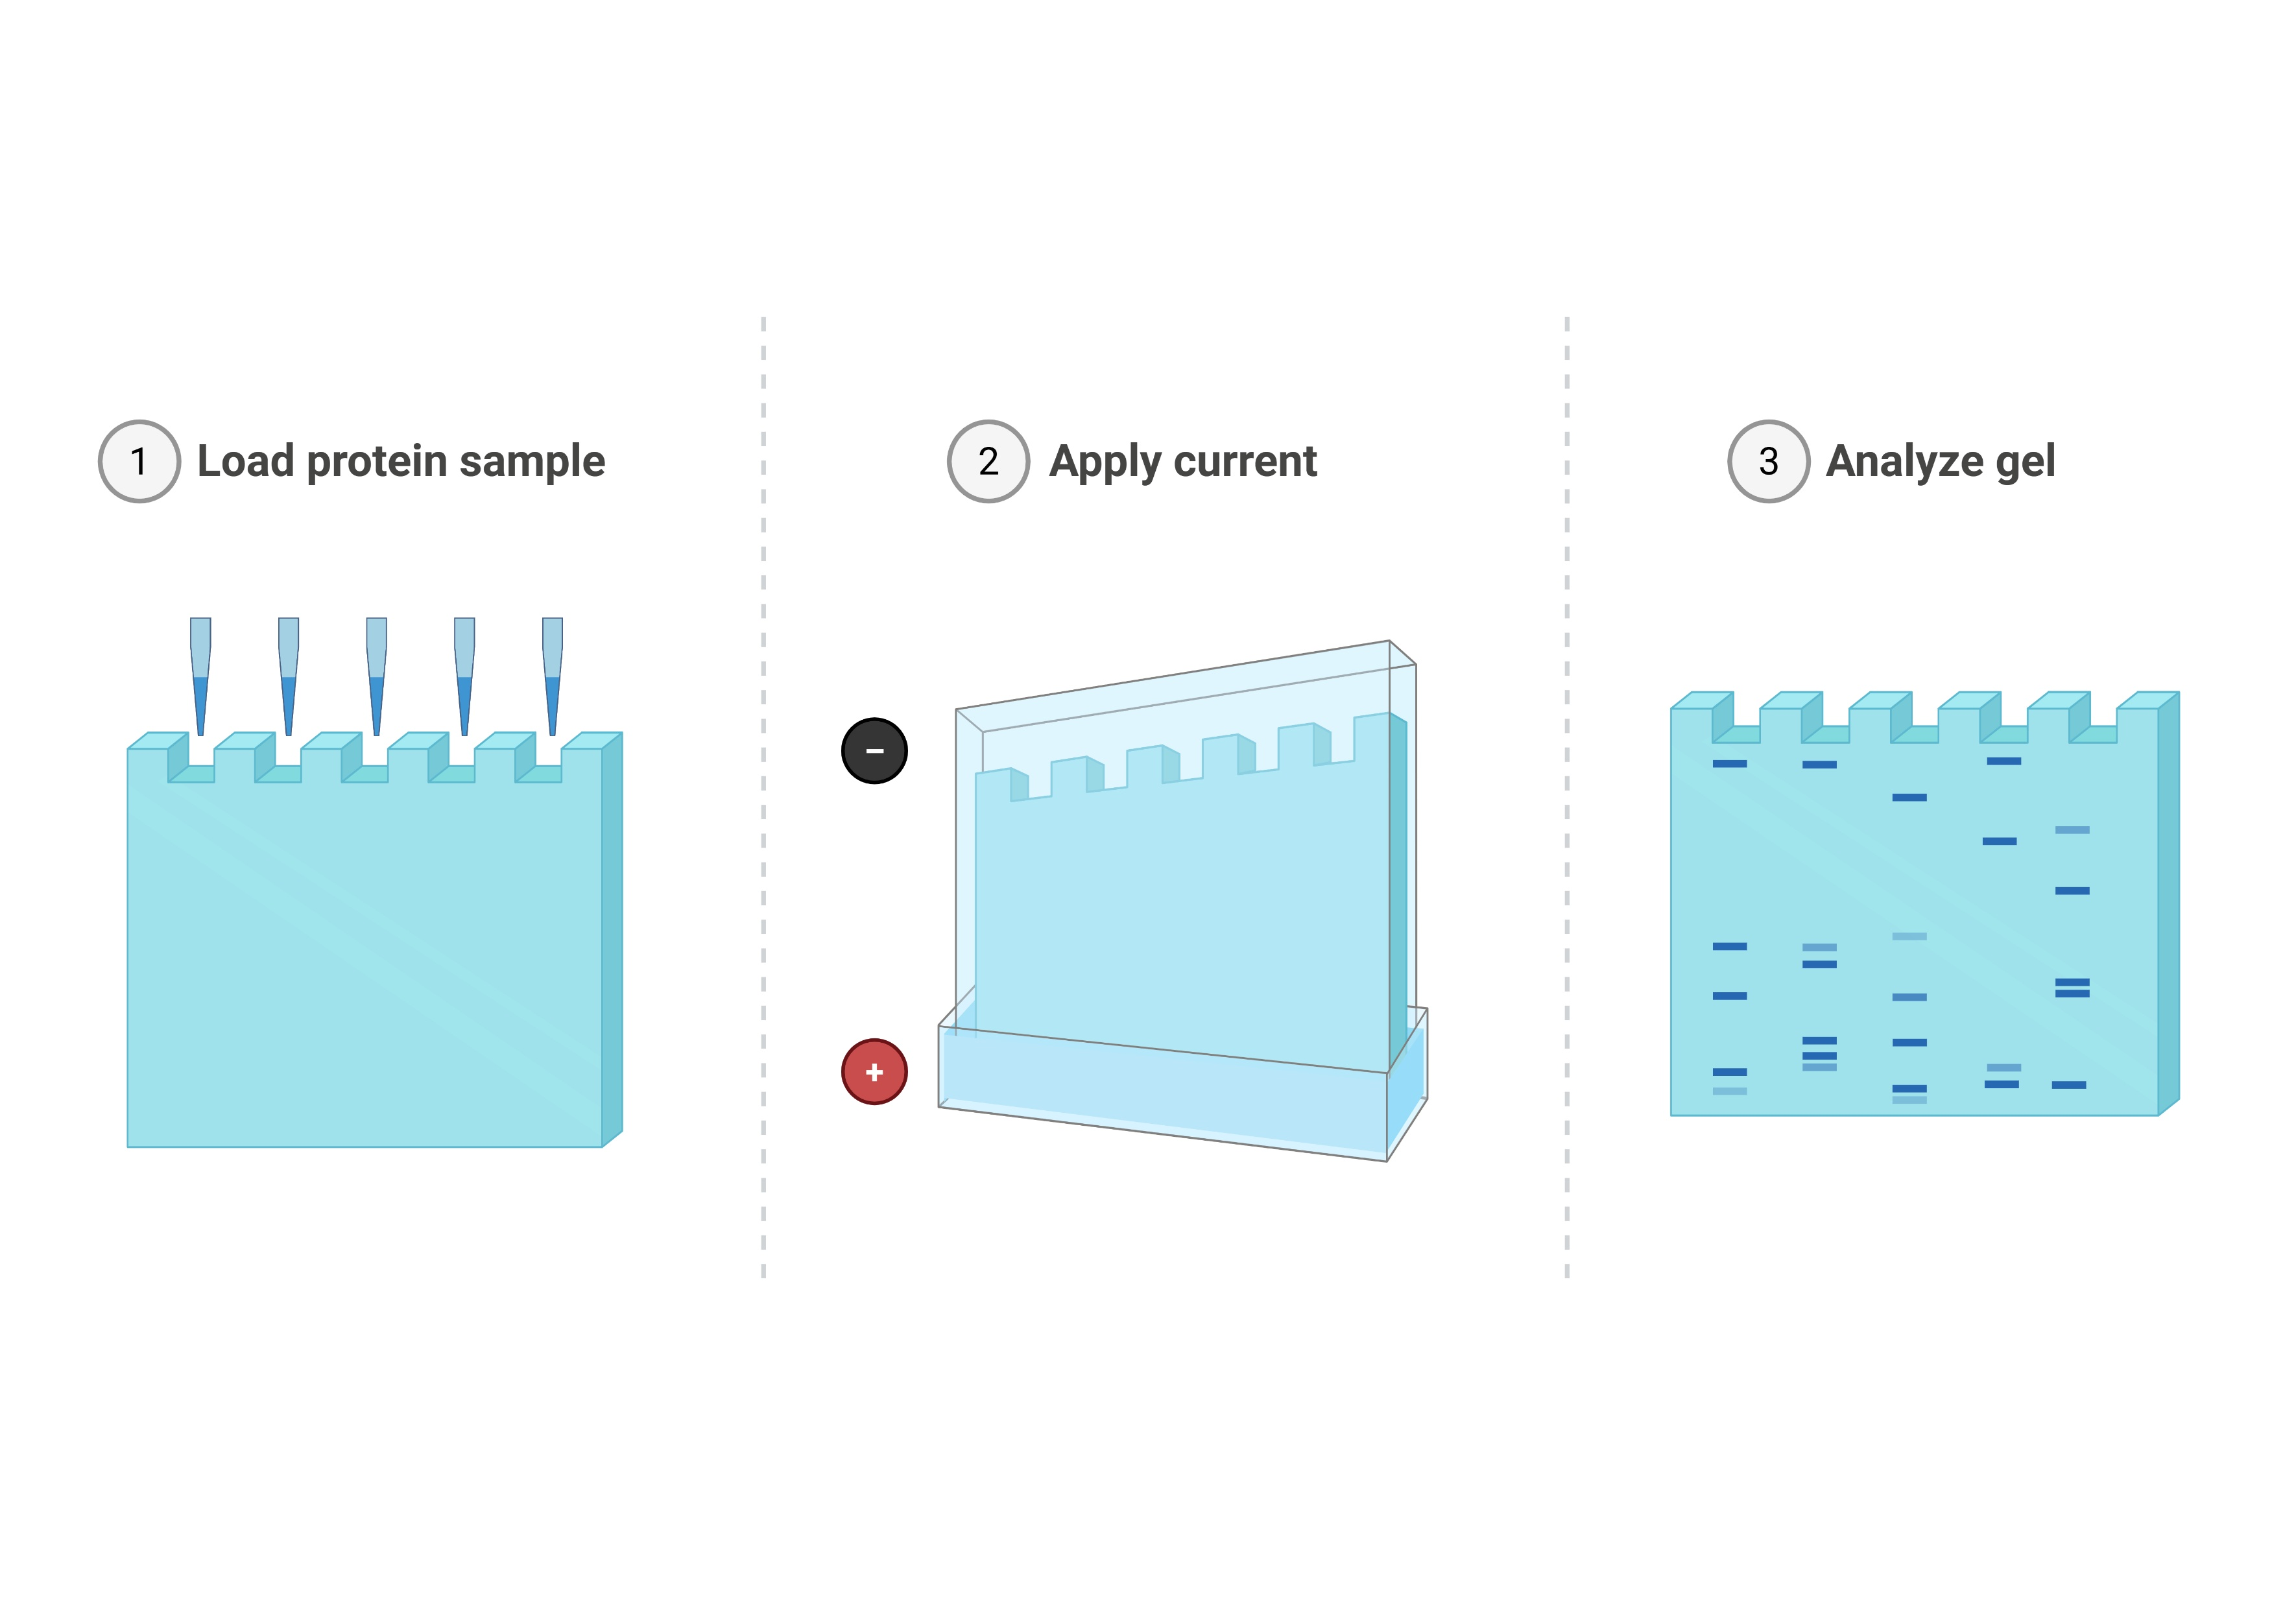 1 Load protein sample
2 Apply current
3 Analyze gel
−
+